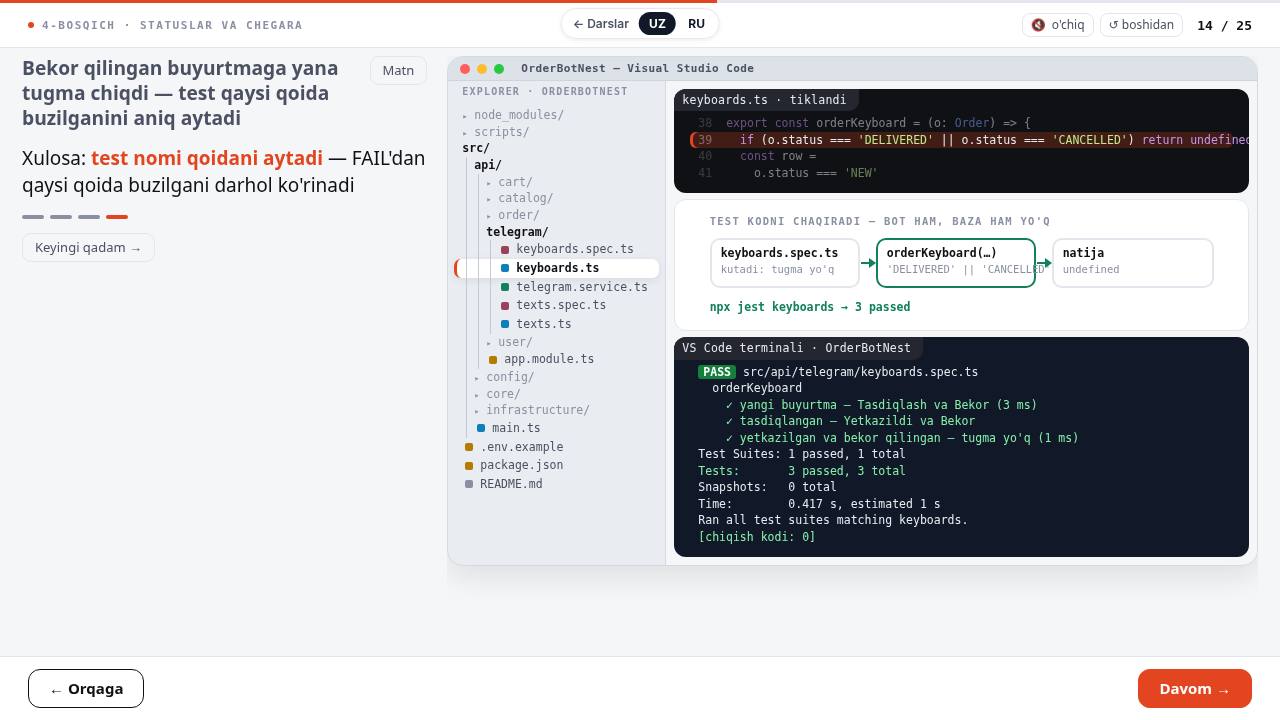 4-BOSQICH · STATUSLAR VA CHEGARA
← Darslar UZ RU
🔇 o'chiq ↺ boshidan 14 / 25
Bekor qilingan buyurtmaga yana
tugma chiqdi — test qaysi qoida
buzilganini aniq aytadi
Matn
Xulosa: test nomi qoidani aytadi — FAIL'dan
qaysi qoida buzilgani darhol ko'rinadi
Keyingi qadam →
OrderBotNest — Visual Studio Code
EXPLORER · ORDERBOTNEST
▸ node_modules/
▸ scripts/
src/
api/
▸ cart/
▸ catalog/
▸ order/
telegram/
keyboards.spec.ts
keyboards.ts
telegram.service.ts
texts.spec.ts
texts.ts
▸ user/
app.module.ts
▸ config/
▸ core/
▸ infrastructure/
main.ts
.env.example
package.json
README.md
keyboards.ts · tiklandi
38 export const orderKeyboard = (o: Order) => {
39 if (o.status === 'DELIVERED' || o.status === 'CANCELLED') return undefined
40 const row =
41 o.status === 'NEW'
TEST KODNI CHAQIRADI — BOT HAM, BAZA HAM YO'Q
keyboards.spec.ts
kutadi: tugma yo'q
orderKeyboard(…)
'DELIVERED' || 'CANCELLED
natija
undefined
npx jest keyboards → 3 passed
VS Code terminali · OrderBotNest
PASS src/api/telegram/keyboards.spec.ts
orderKeyboard
✓ yangi buyurtma — Tasdiqlash va Bekor (3 ms)
✓ tasdiqlangan — Yetkazildi va Bekor
✓ yetkazilgan va bekor qilingan — tugma yo'q (1 ms)
Test Suites: 1 passed, 1 total
Tests: 3 passed, 3 total
Snapshots: 0 total
Time: 0.417 s, estimated 1 s
Ran all test suites matching keyboards.
[chiqish kodi: 0]
← Orqaga
Davom →